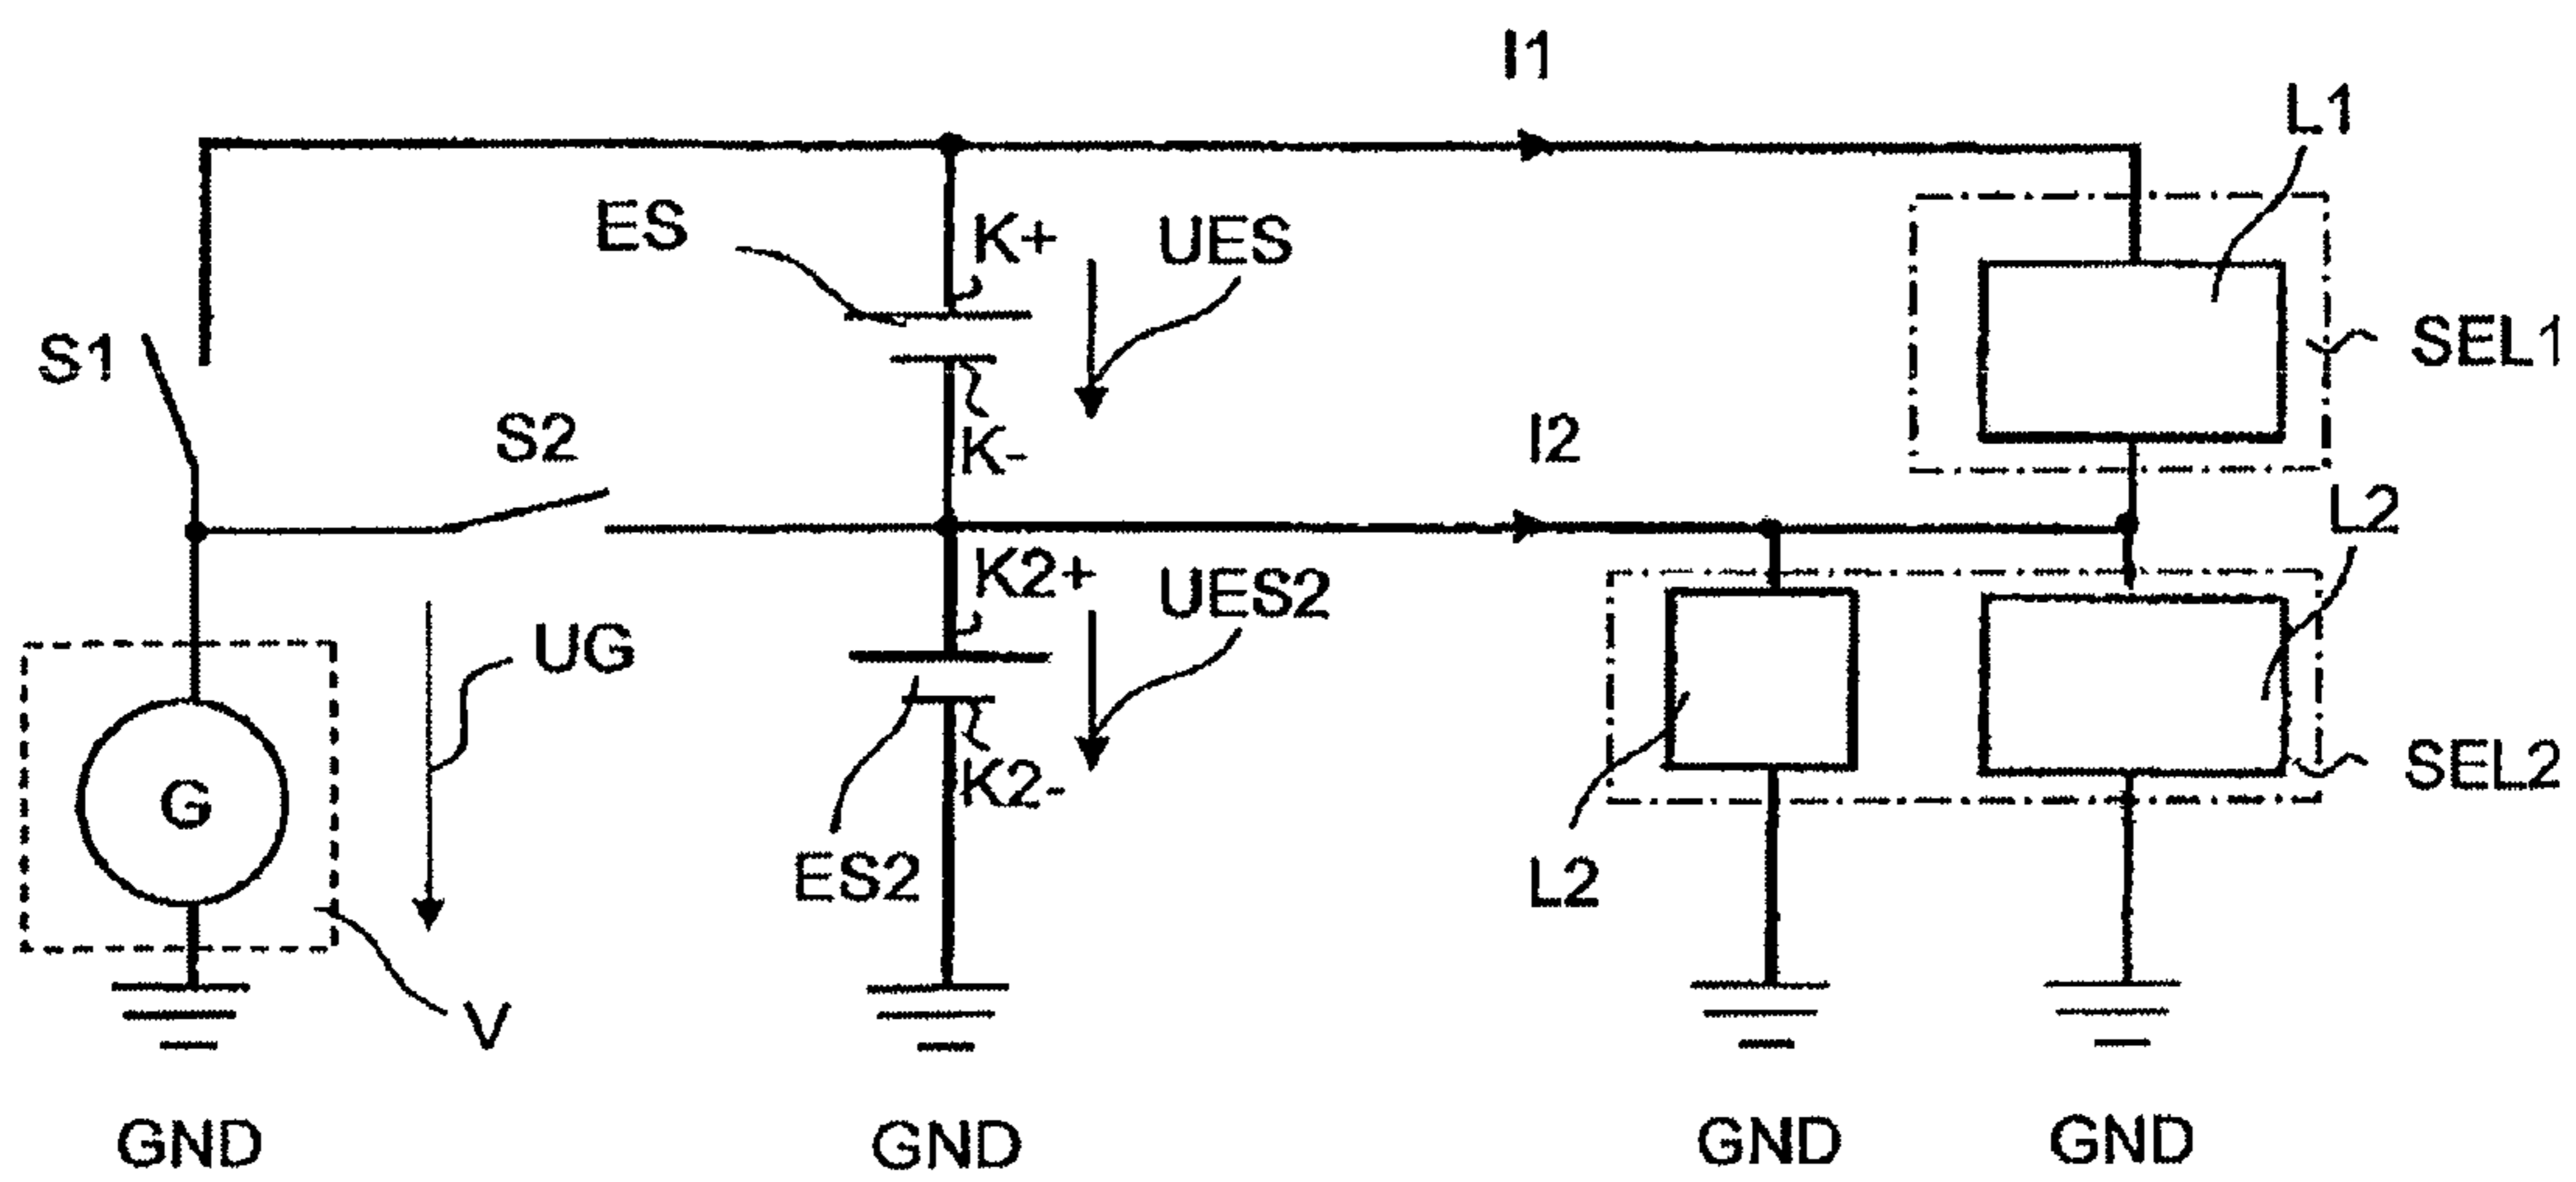 I1
L1
ES
K+
UES
S1
SEL1
S2
K-
I2
L2
K2+
UES2
UG
SEL2
G
K2-
ES2
L2
V
GND
GND
GND
GND